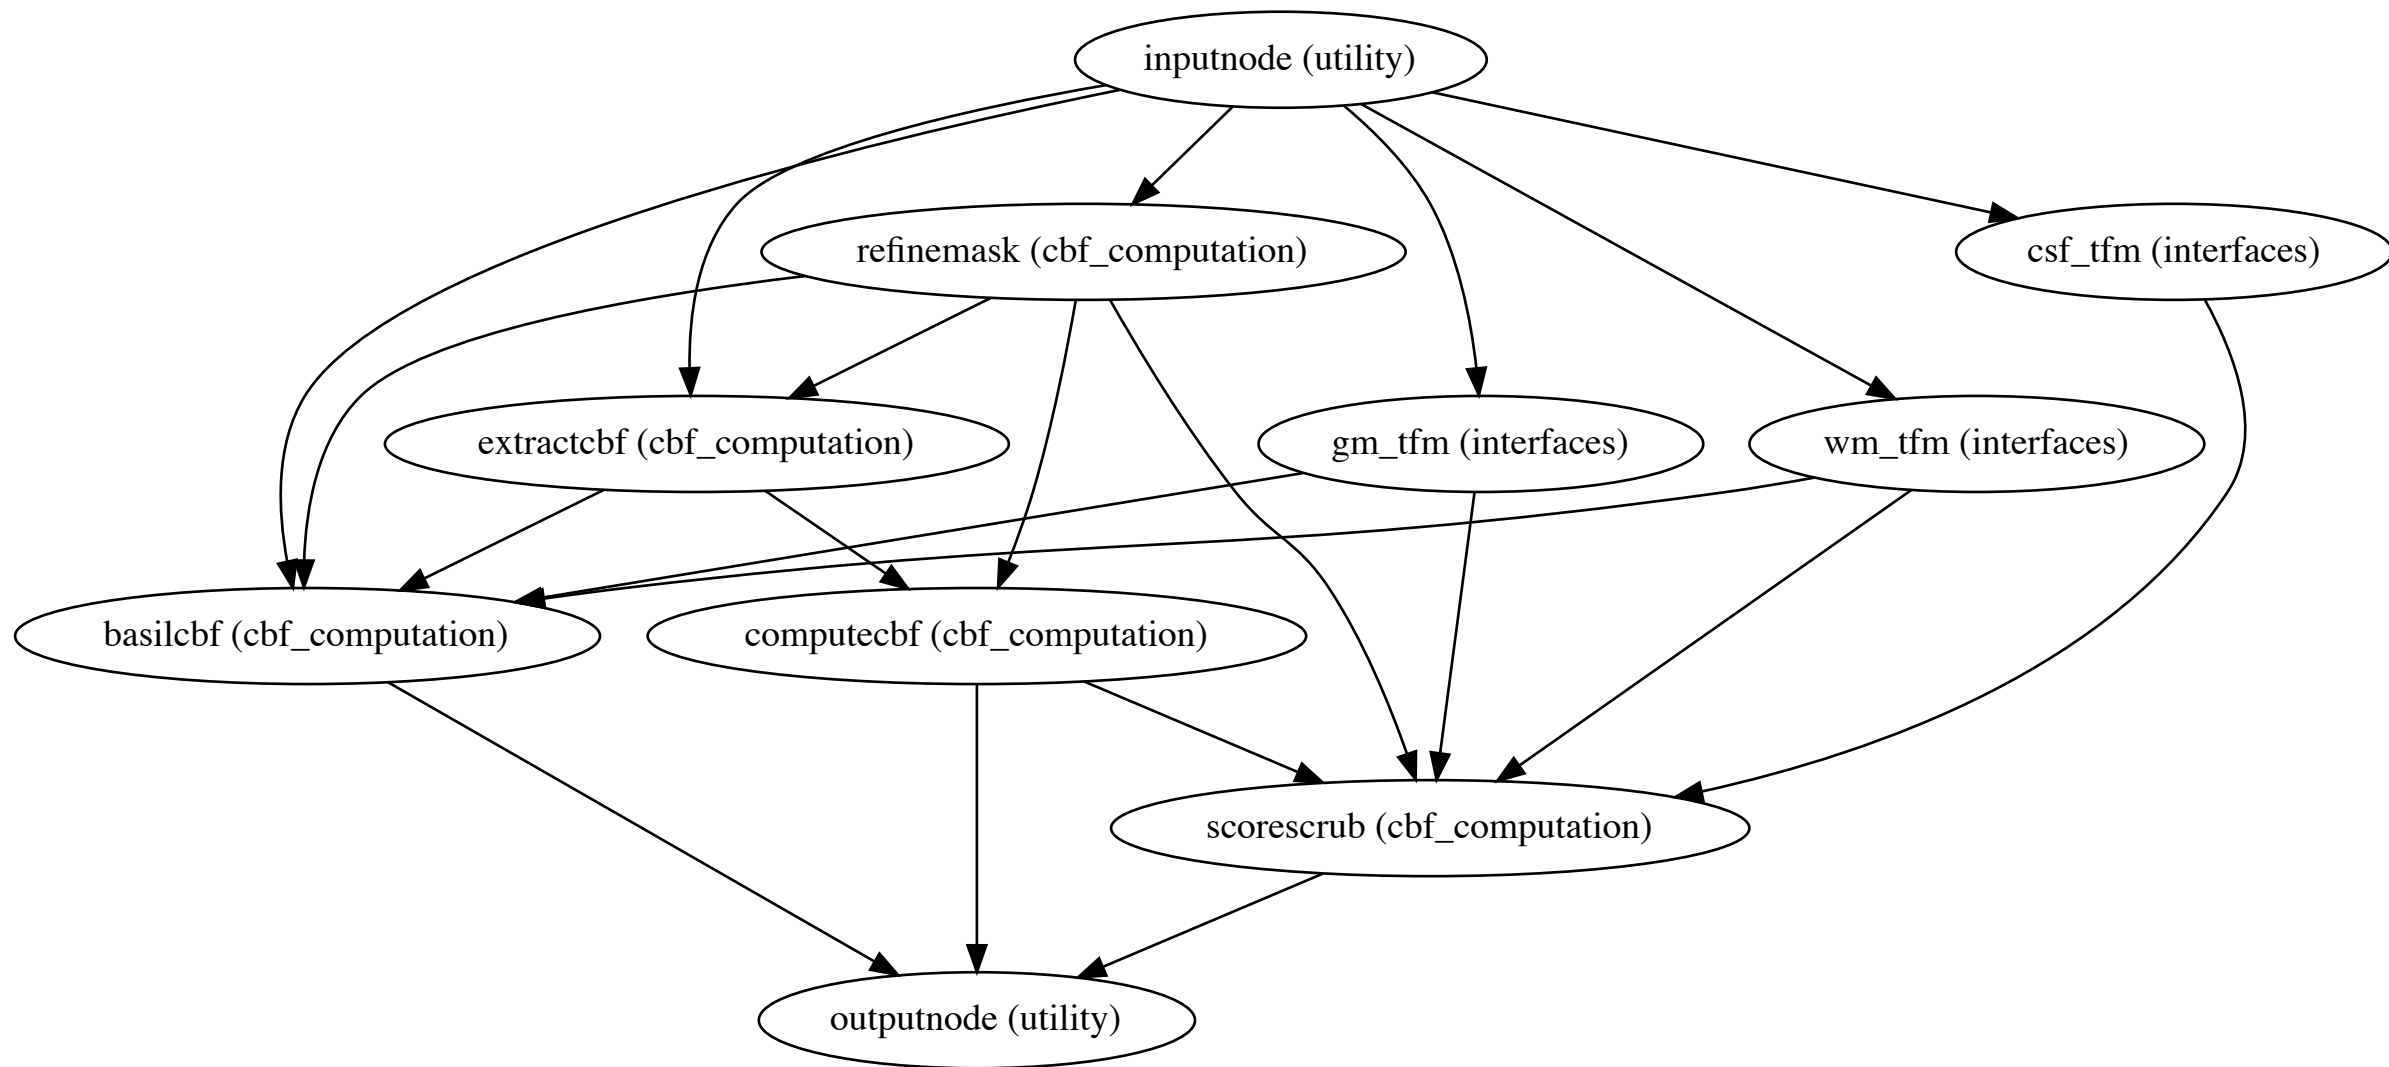 inputnode (utility)
refinemask (cbf_computation)
csf_tfm (interfaces)
extractcbf (cbf_computation)
gm_tfm (interfaces)
wm_tfm (interfaces)
basilcbf (cbf_computation)
computecbf (cbf_computation)
scorescrub (cbf_computation)
outputnode (utility)